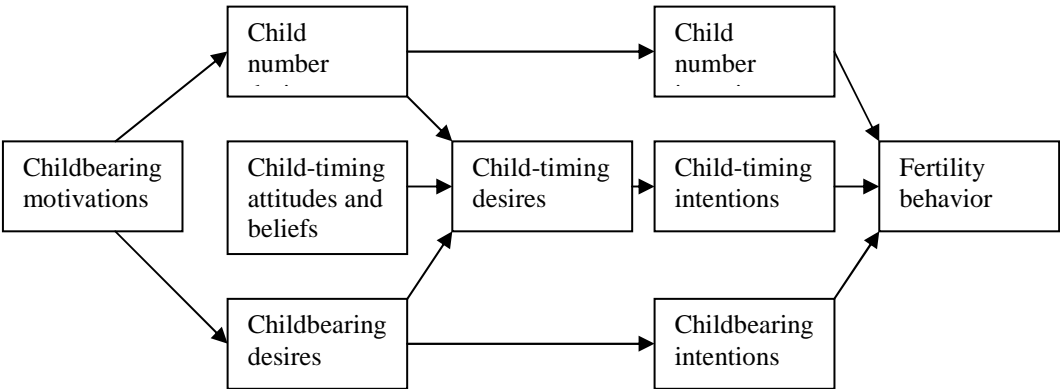 Child
number
Child
number
Childbearing
motivations
Child-timing
attitudes and
beliefs
Child-timing
desires
Child-timing
intentions
Fertility
behavior
Childbearing
desires
Childbearing
intentions